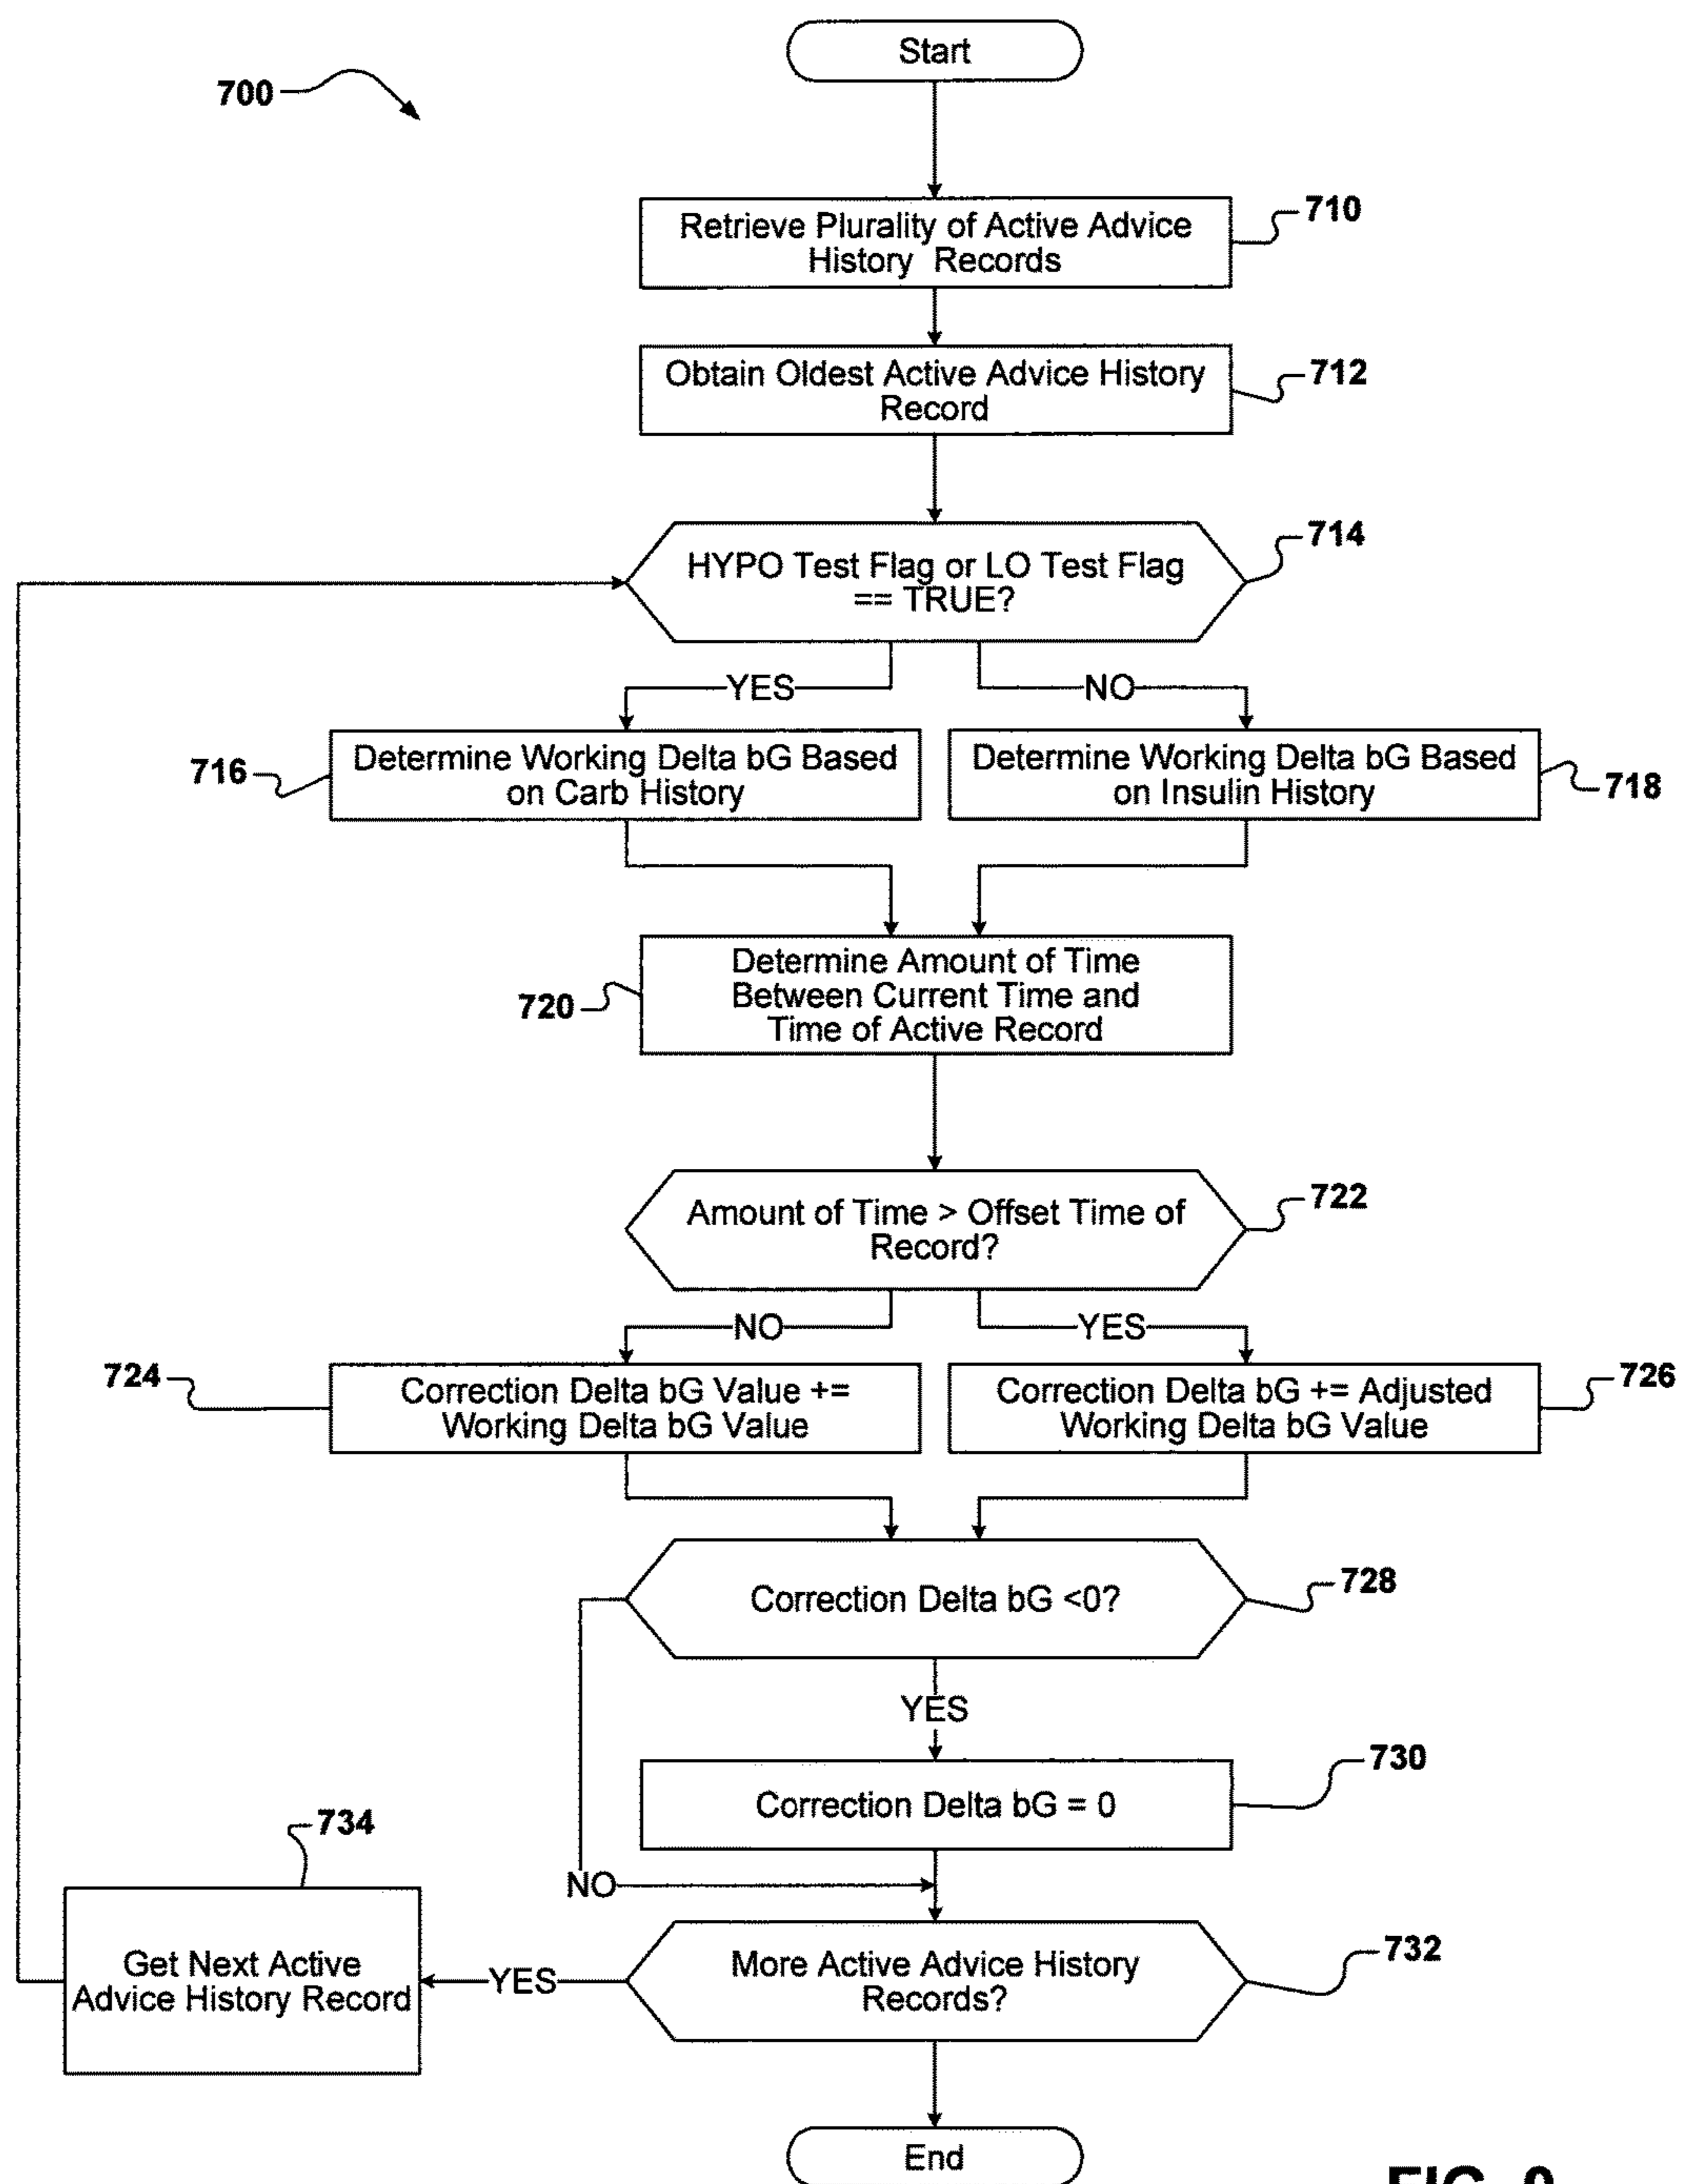 Start
700
710
Retrieve Plurality of Active Advice
History Records
712
Obtain Oldest Active Advice History
Record
714
HYPO Test Flag or LO Test Flag
== TRUE?
YES
NO
716
Determine Working Delta bG Based
on Carb History
Determine Working Delta bG Based
on Insulin History
718
Determine Amount of Time
Between Current Time and
Time of Active Record
720
722
Amount of Time > Offset Time of
Record?
NO
YES
724
Correction Delta bG Value +=
Working Delta bG Value
Correction Delta bG += Adjusted
Working Delta bG Value
726
728
Correction Delta bG <0?
YES
730
Correction Delta bG = 0
734
NO
732
More Active Advice History
Records?
YES
Get Next Active
Advice History Record
End
FIG. 9